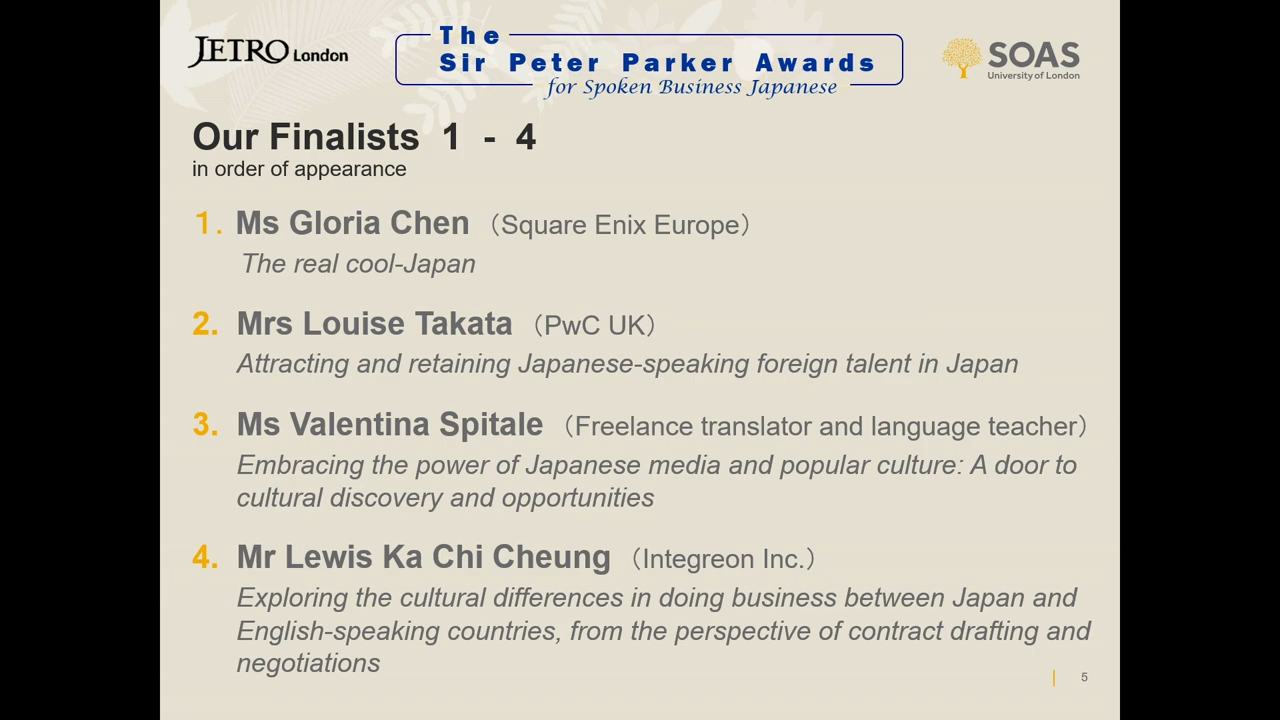 JETRO London
The
Sir Peter Parker Awards
for Spoken Business Japanese
SOAS
University of London
Our Finalists 1 - 4
in order of appearance
1. Ms Gloria Chen （Square Enix Europe）
The real cool-Japan
2. Mrs Louise Takata （PwC UK）
Attracting and retaining Japanese-speaking foreign talent in Japan
3. Ms Valentina Spitale （Freelance translator and language teacher）
Embracing the power of Japanese media and popular culture: A door to
cultural discovery and opportunities
4. Mr Lewis Ka Chi Cheung （Integreon Inc.）
Exploring the cultural differences in doing business between Japan and
English-speaking countries, from the perspective of contract drafting and
negotiations
5